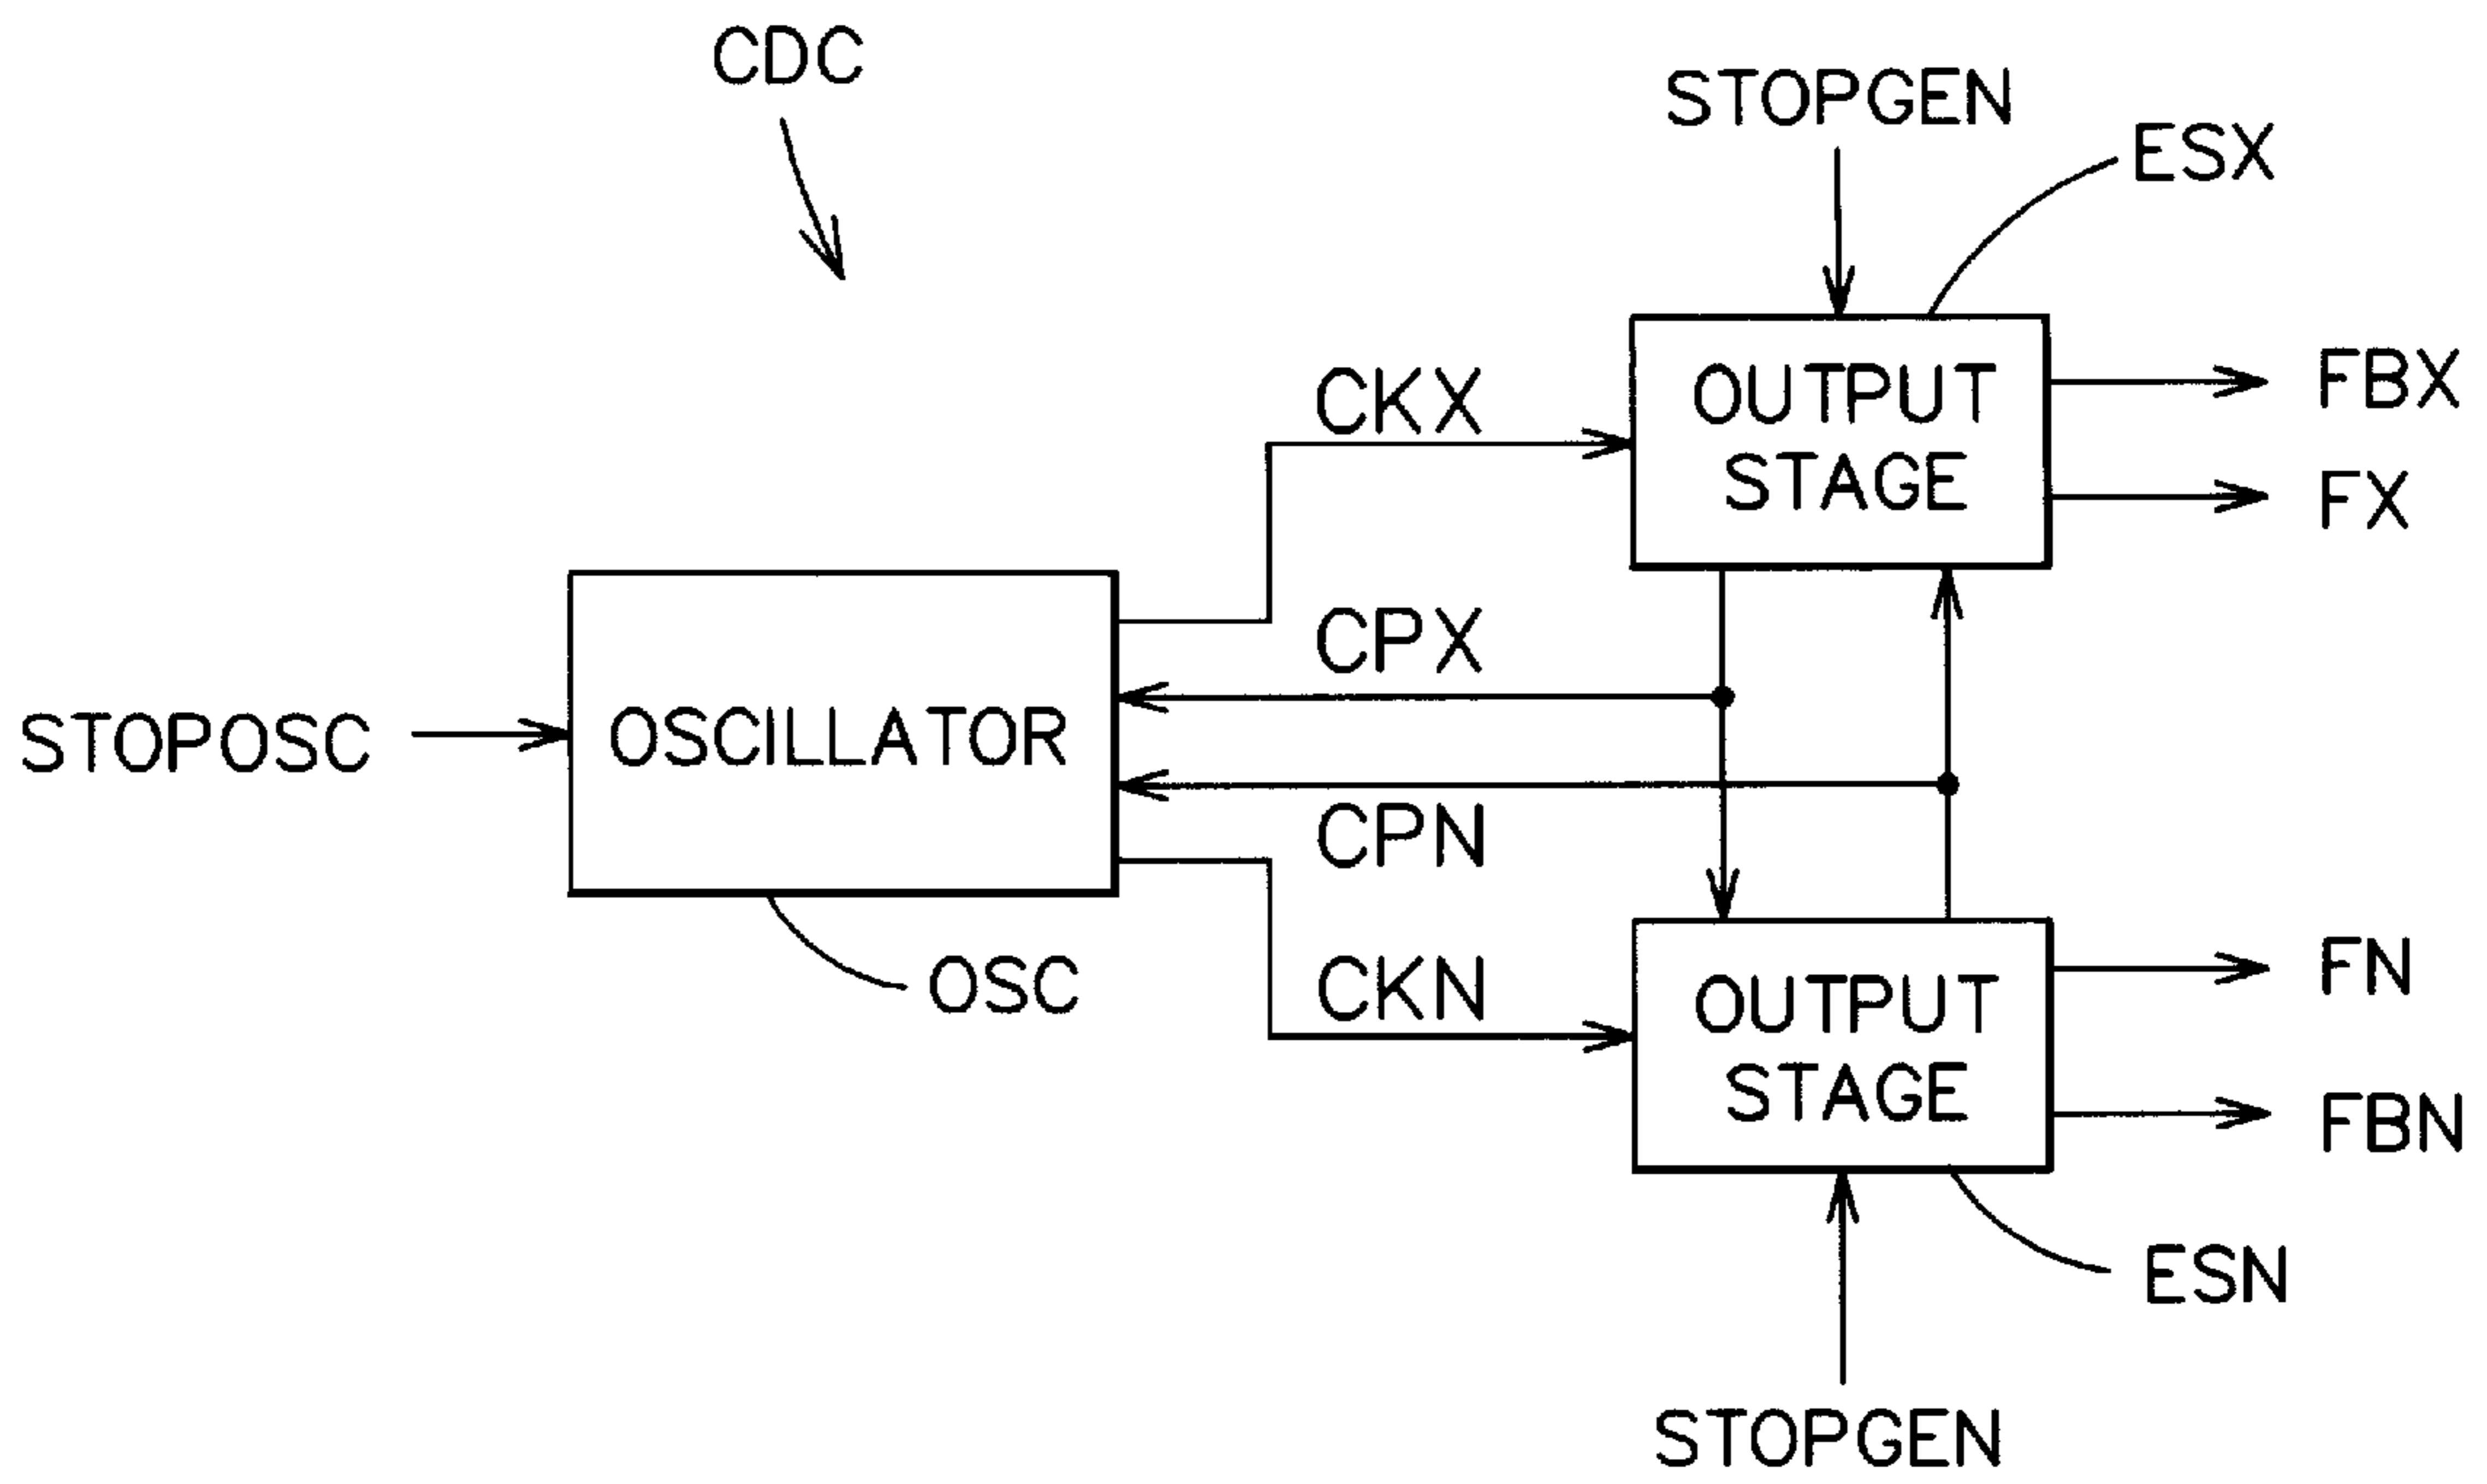 CDC
STOPGEN
ESX
OUTPUT
STAGE
FBX
FX
CKX
CPX
STOPOSC
OSCILLATOR
CPN
OSC
CKN
OUTPUT
STAGE
FN
FBN
ESN
STOPGEN